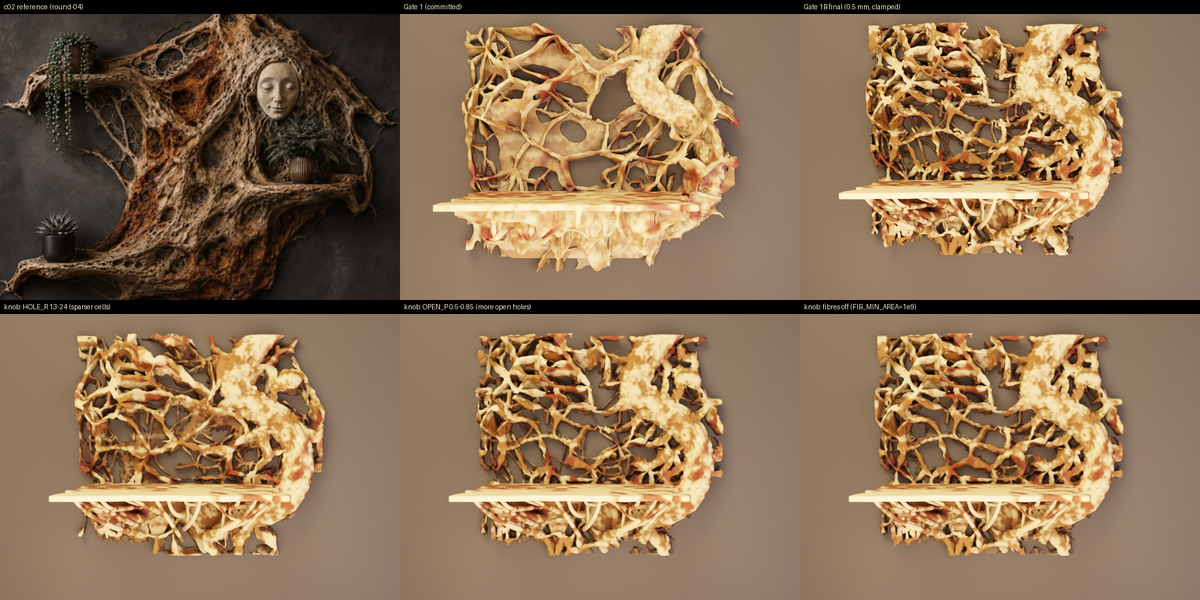 c02 reference (round-04)
Gate 1 (committed)
Gate 1B final (0.5 mm, clamped)
knob: HOLE_R 13-24 (sparser cells)
knob: OPEN_P 0.5-0.85 (more open holes)
knob: fibres off (FIB_MIN_AREA=1e9)